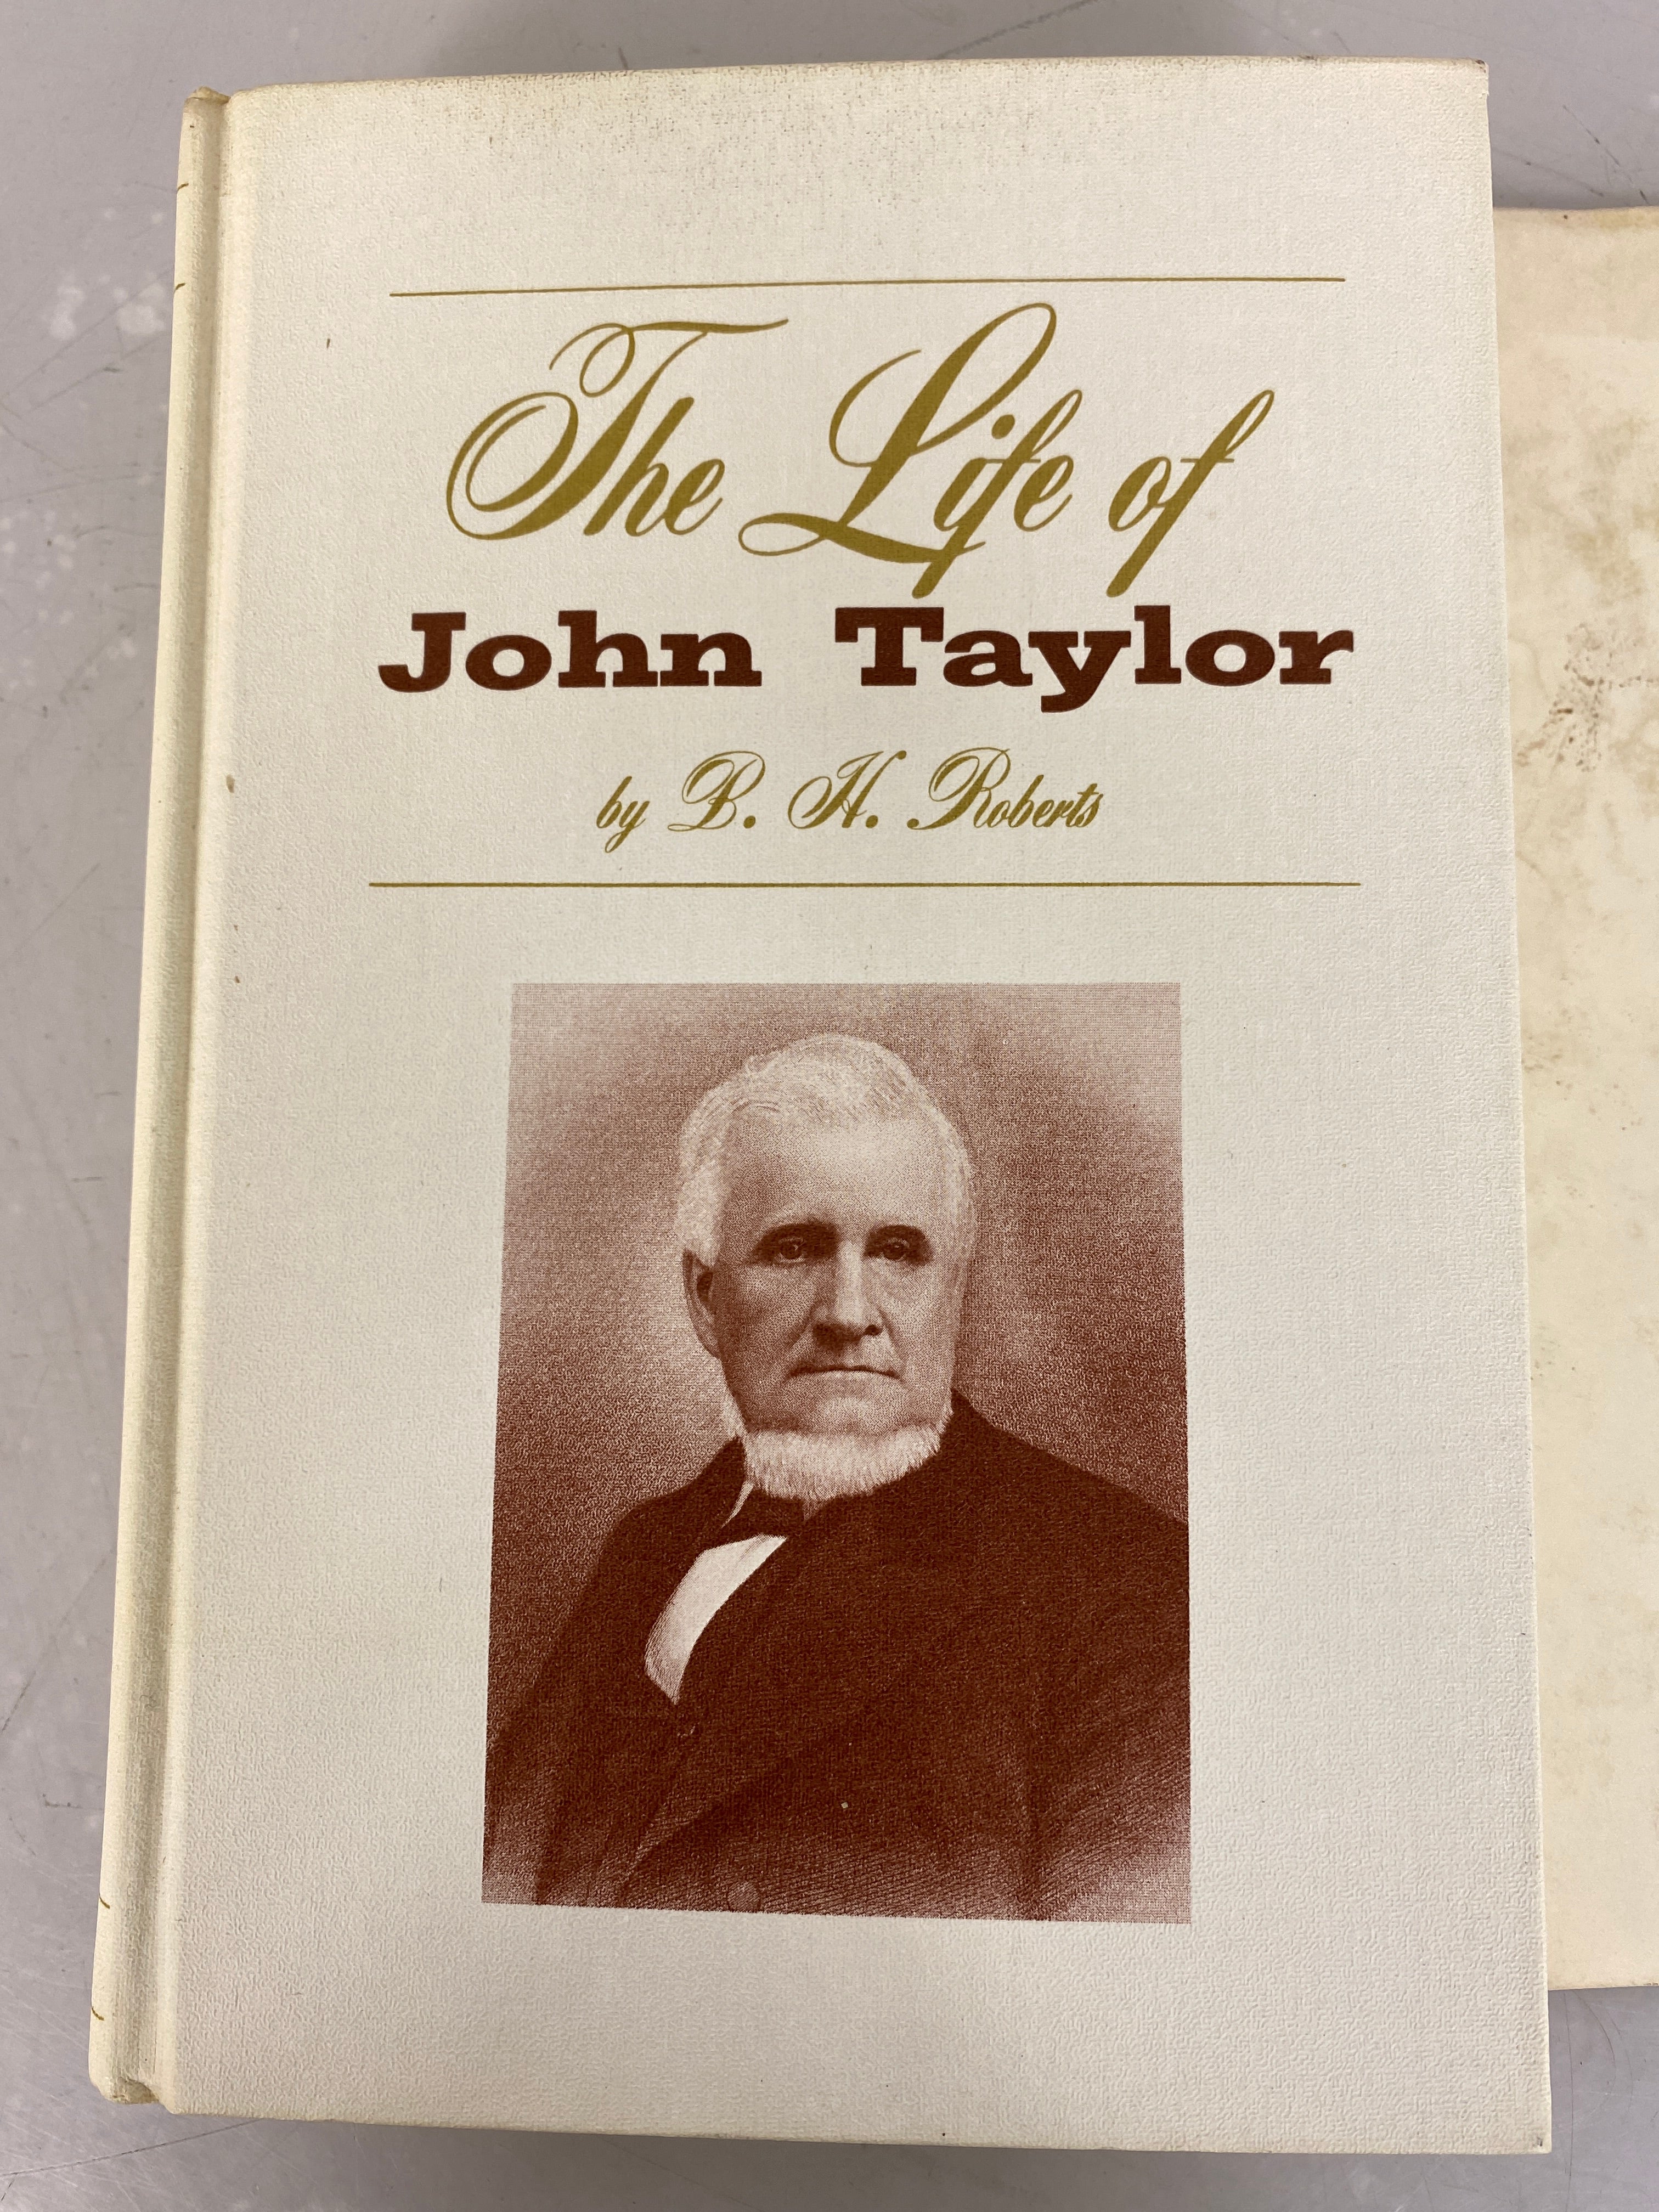 The Life of
John Taylor
by B. H. Roberts